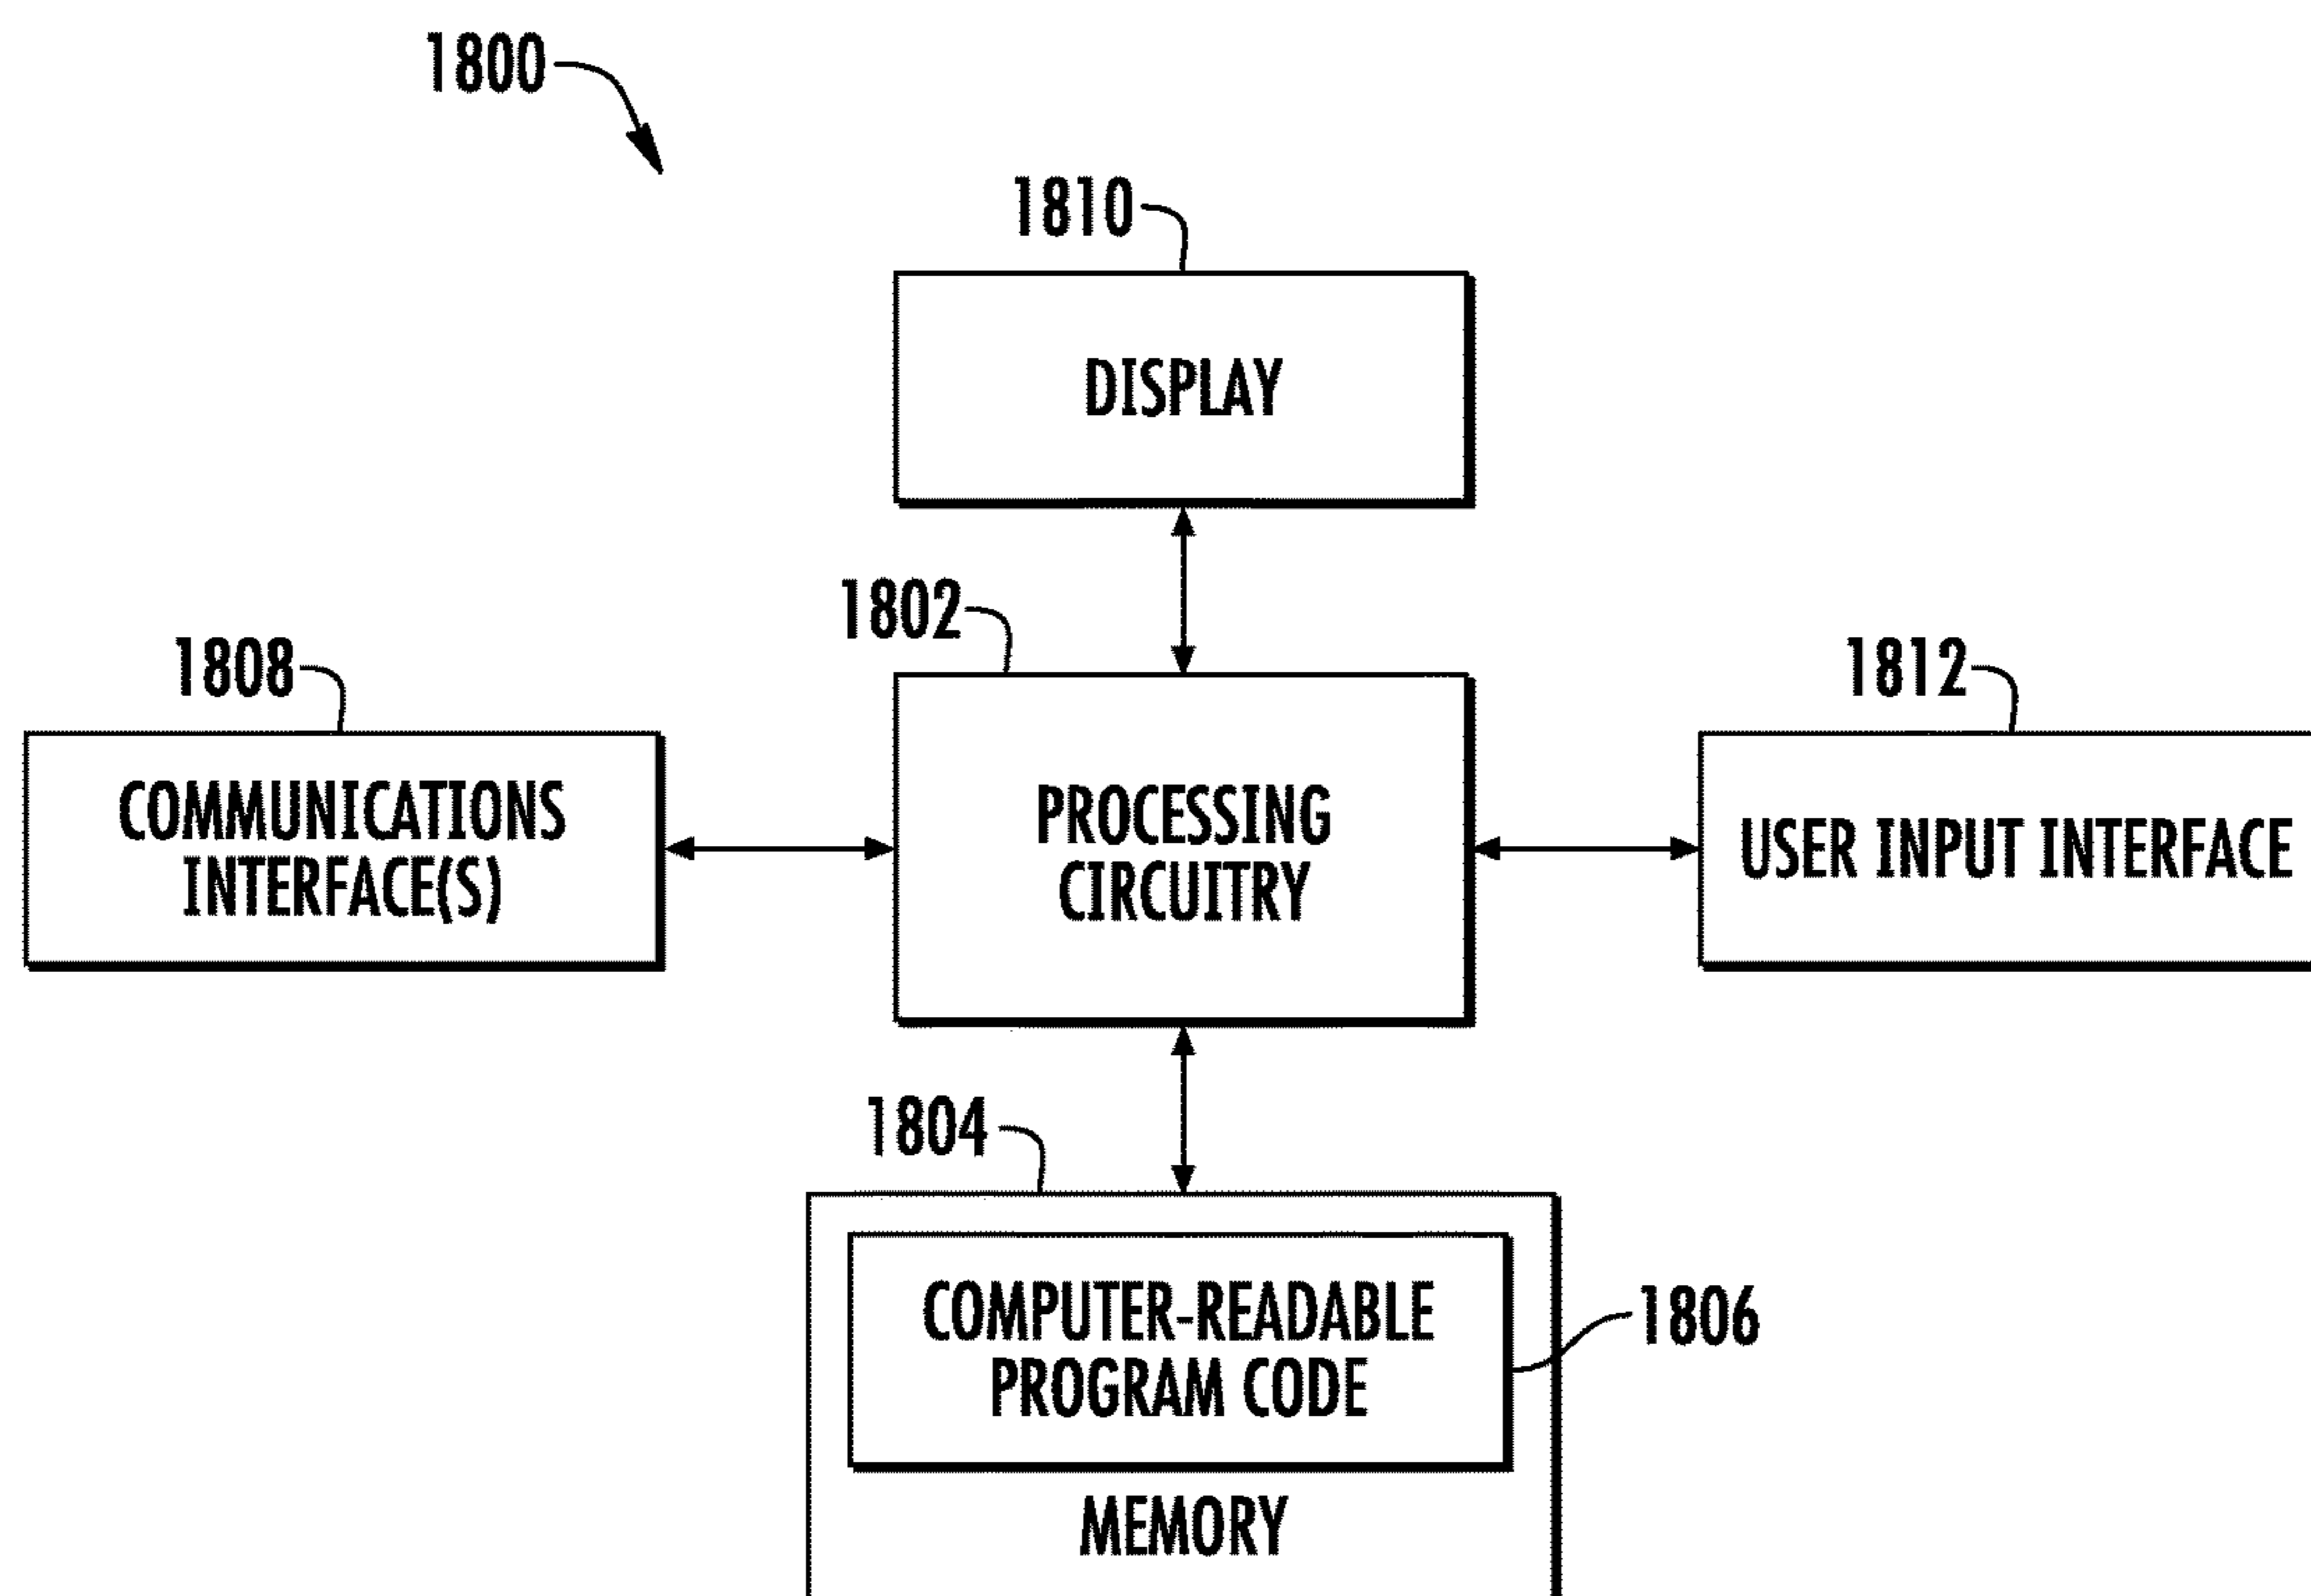 1800
1810
DISPLAY
1802
1808
1812
COMMUNICATIONS
INTERFACE(S)
PROCESSING
CIRCUITRY
USER INPUT INTERFACE
1804
COMPUTER-READABLE
PROGRAM CODE
1806
MEMORY